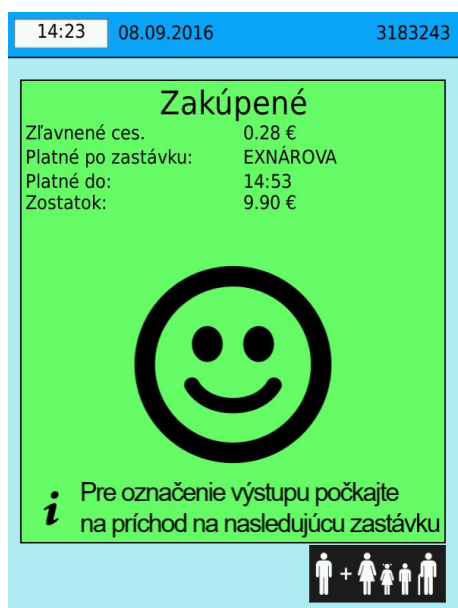 14:23 08.09.2016 3183243
Zakúpené
Zľavnené ces. 0.28 €
Platné po zastávku: EXNÁROVA
Platné do: 14:53
Zostatok: 9.90 €
i Pre označenie výstupu počkajte
na príchod na nasledujúcu zastávku
+